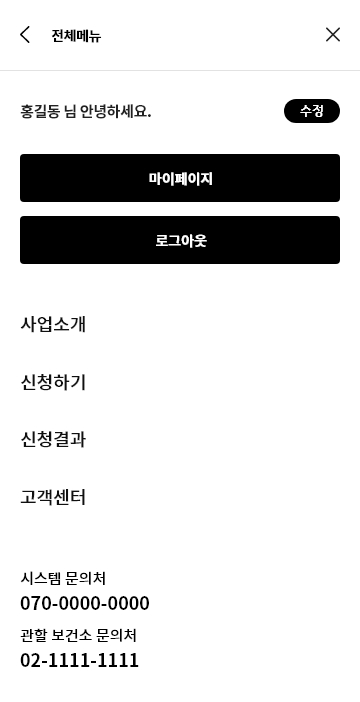 전체메뉴
홍길동 님 안녕하세요.
수정
마이페이지
로그아웃
사업소개
신청하기
신청결과
고객센터
시스템 문의처
070-0000-0000
관할 보건소 문의처
02-1111-1111